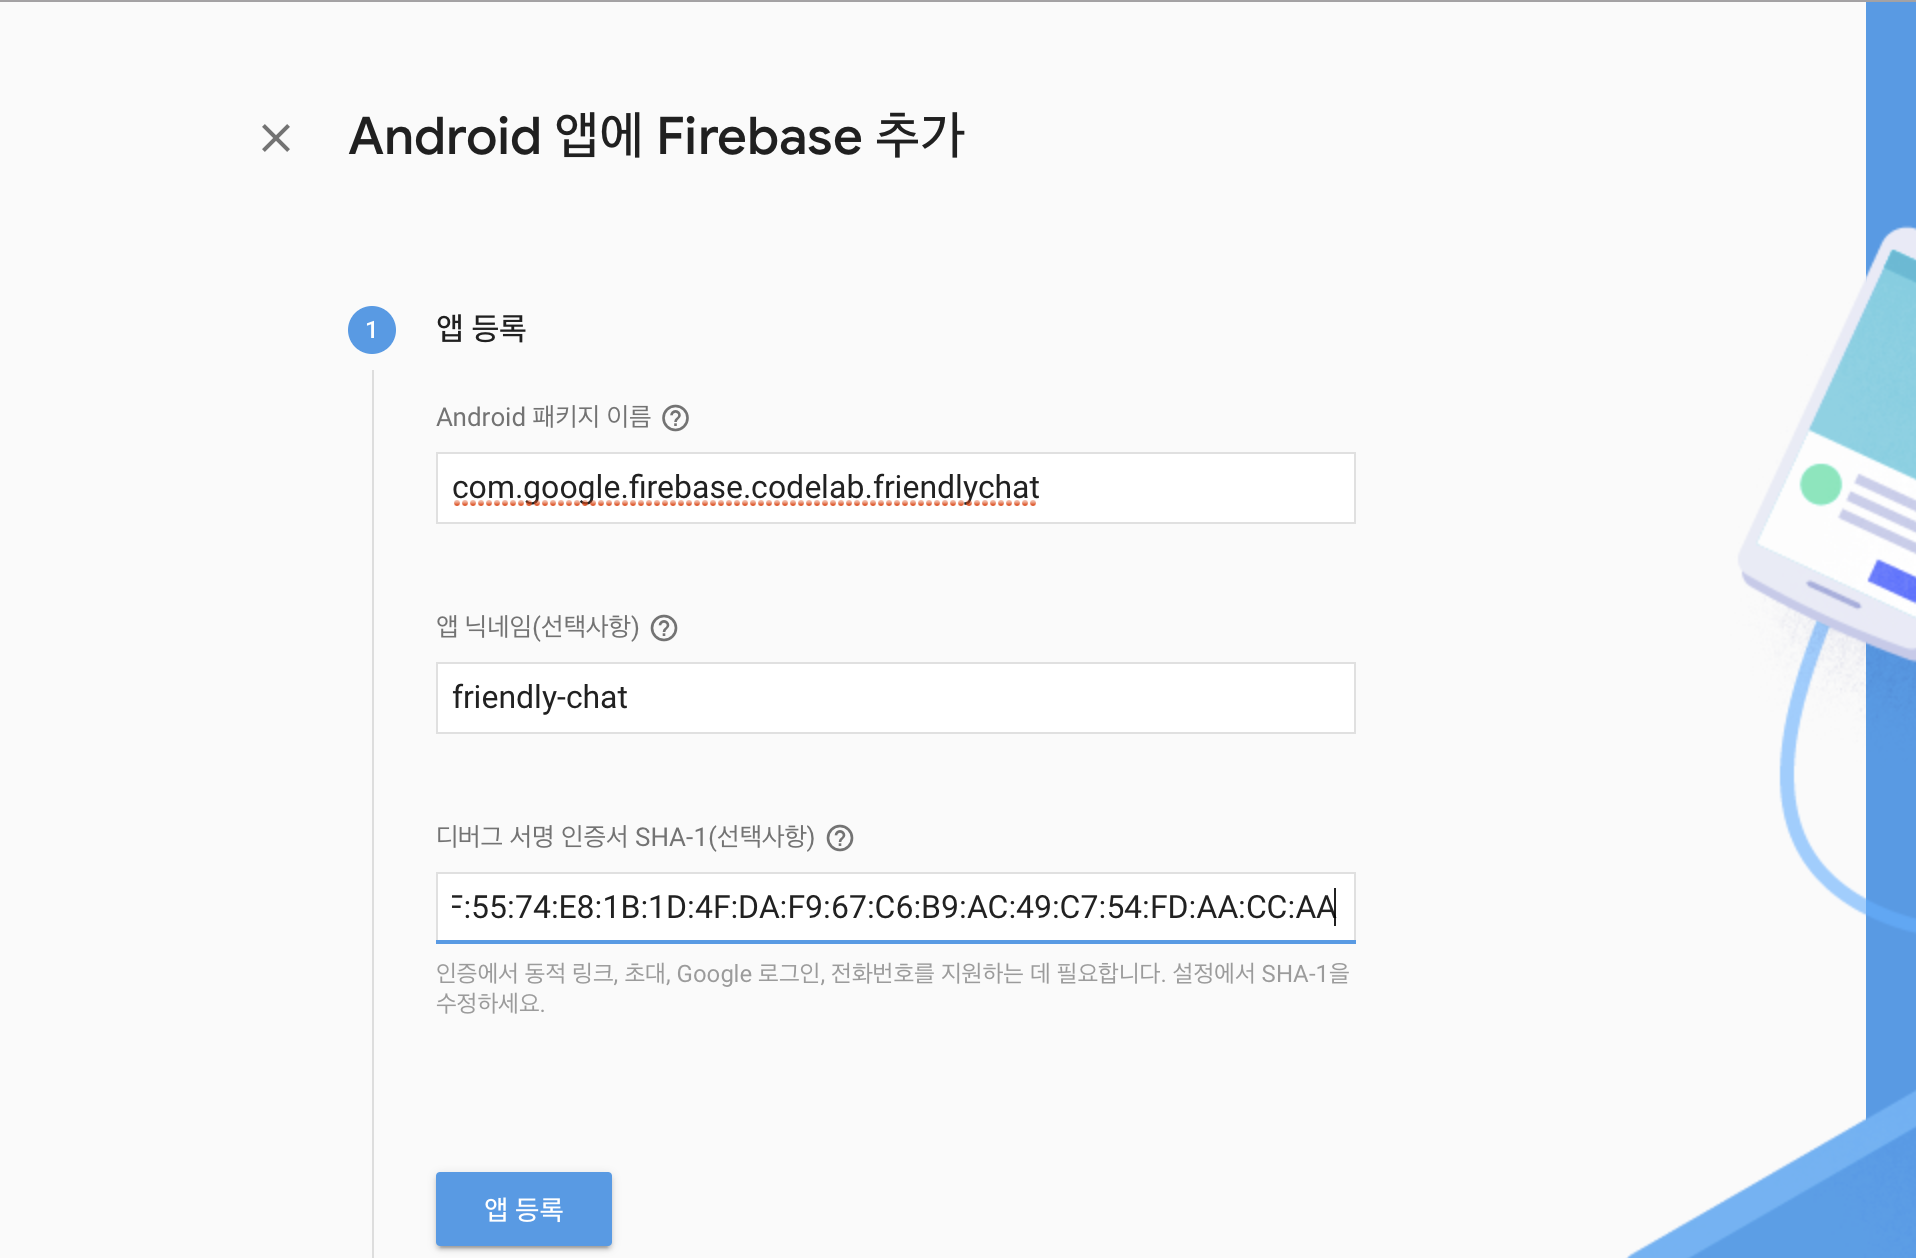 Android 앱에 Firebase 추가
1 앱 등록
Android 패키지 이름 ?
com.google.firebase.codelab.friendlychat
앱 닉네임(선택사항) ?
friendly-chat
디버그 서명 인증서 SHA-1(선택사항) ?
:55:74:E8:1B:1D:4F:DA:F9:67:C6:B9:AC:49:C7:54:FD:AA:CC:AA
인증에서 동적 링크, 초대, Google 로그인, 전화번호를 지원하는 데 필요합니다. 설정에서 SHA-1을
수정하세요.
앱 등록